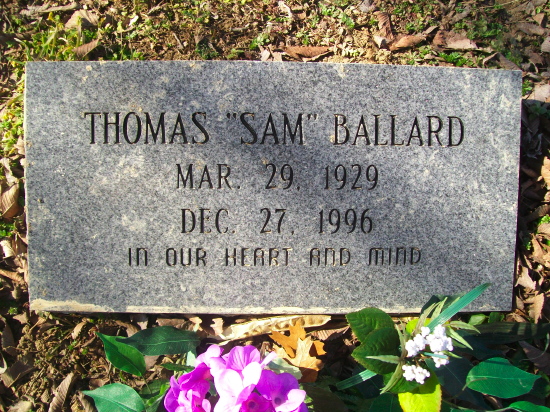 THOMAS "SAM" BALLARD
MAR. 29, 1929
DEC. 27, 1996
IN OUR HEART AND MIND